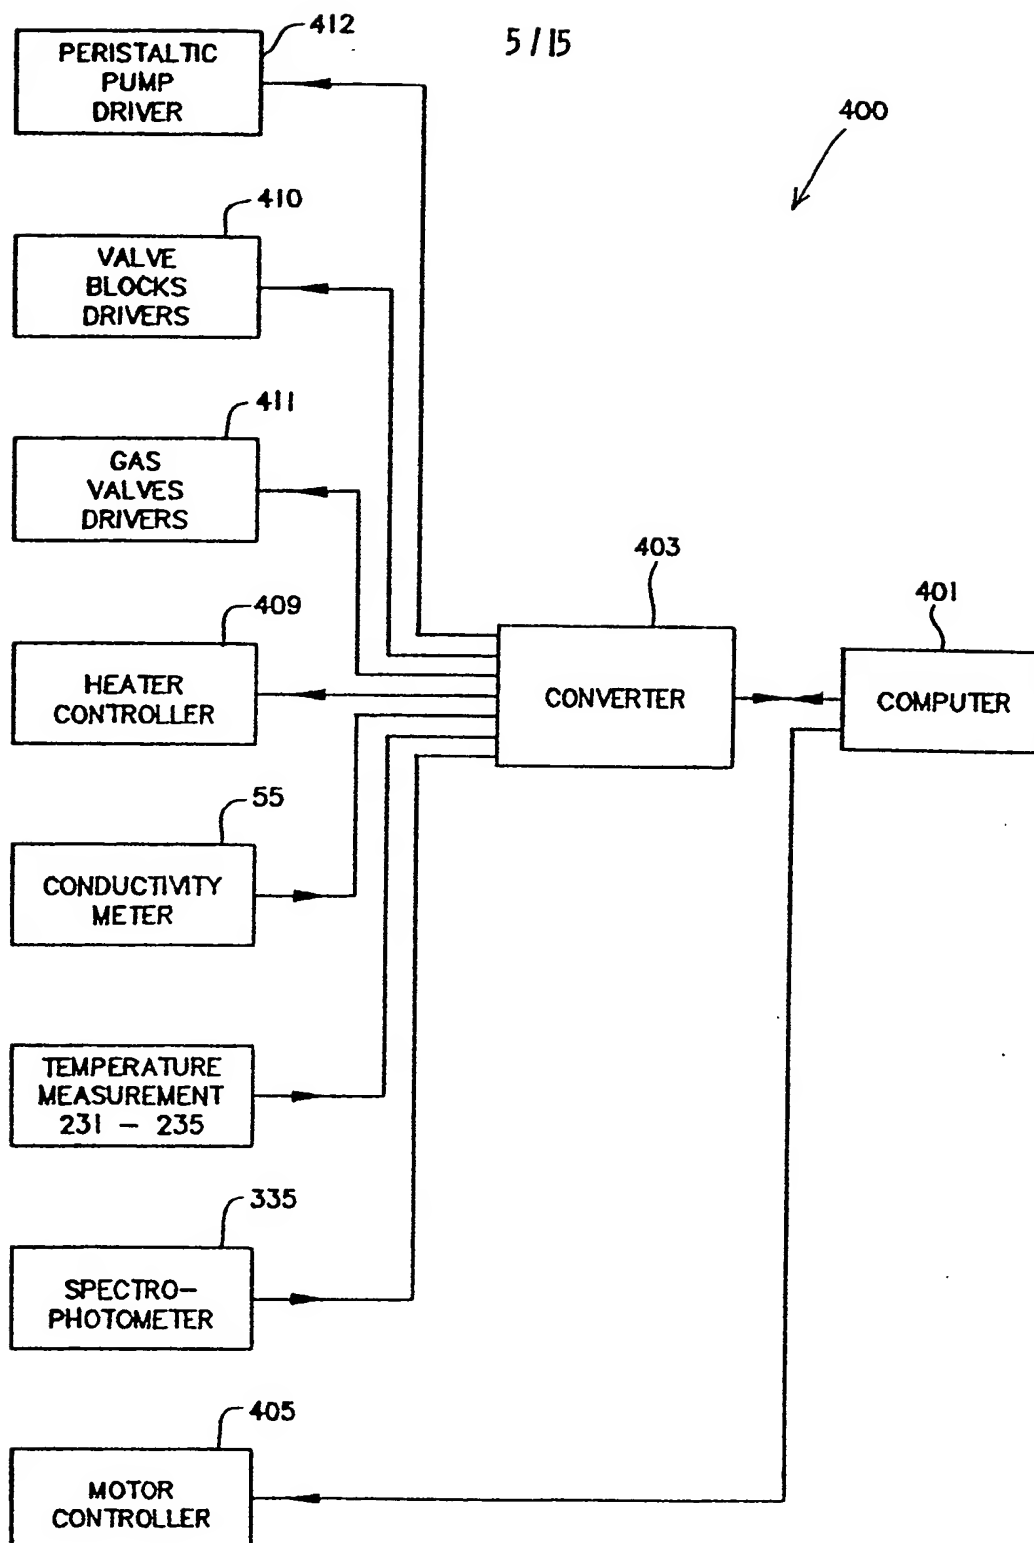 5/15
400
412
PERISTALTIC
PUMP
DRIVER
410
VALVE
BLOCKS
DRIVERS
411
GAS
VALVES
DRIVERS
403
CONVERTER
401
COMPUTER
409
HEATER
CONTROLLER
55
CONDUCTIVITY
METER
TEMPERATURE
MEASUREMENT
231 - 235
335
SPECTRO-
PHOTOMETER
405
MOTOR
CONTROLLER